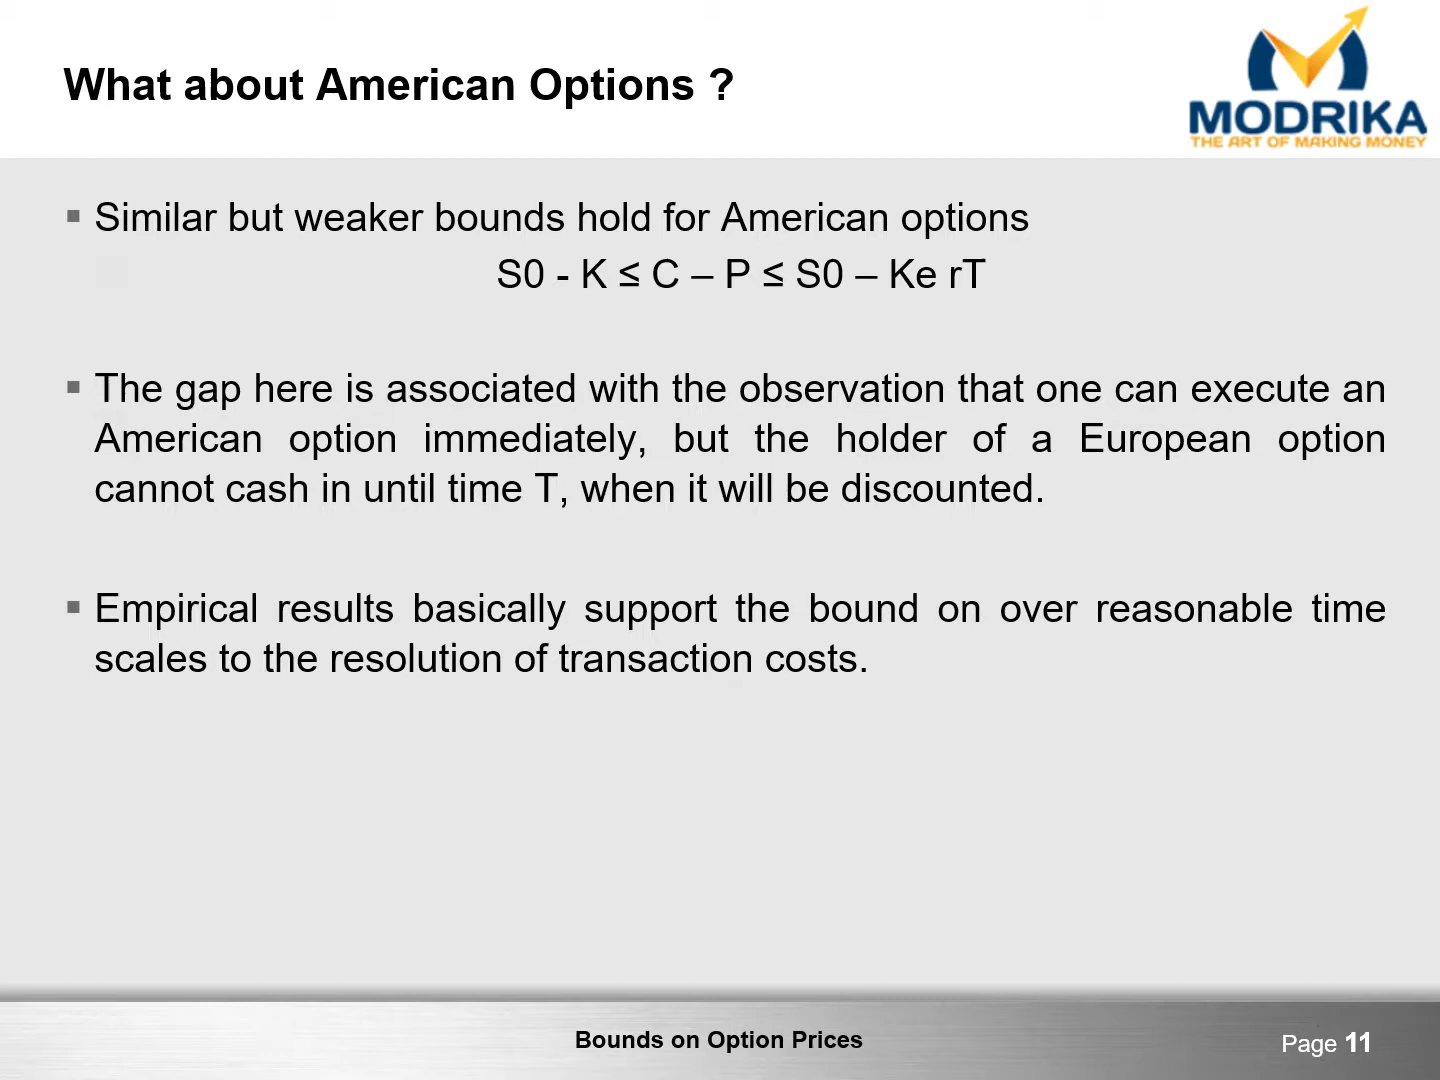 What about American Options ?
MODRIKA
THE ART OF MAKING MONEY
Similar but weaker bounds hold for American options
S0 - K ≤ C – P ≤ S0 – Ke rT
The gap here is associated with the observation that one can execute an
American option immediately, but the holder of a European option
cannot cash in until time T, when it will be discounted.
Empirical results basically support the bound on over reasonable time
scales to the resolution of transaction costs.
Bounds on Option Prices
Page 11